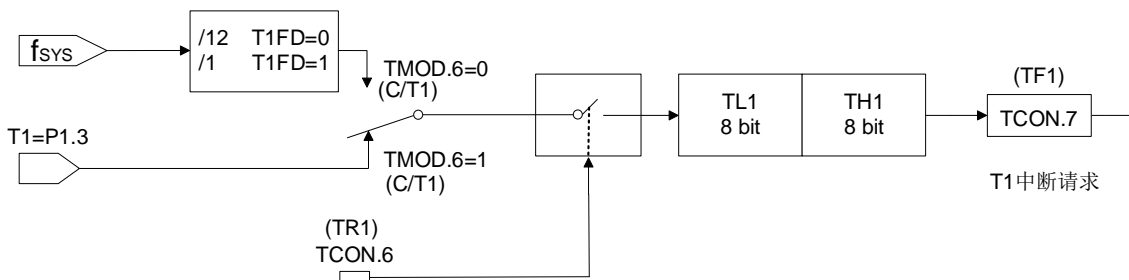 fSYS
/12 T1FD=0
/1 T1FD=1
TMOD.6=0
(C/T1)
T1=P1.3
TMOD.6=1
(C/T1)
(TR1)
TCON.6
TL1
8 bit
TH1
8 bit
(TF1)
TCON.7
T1中断请求